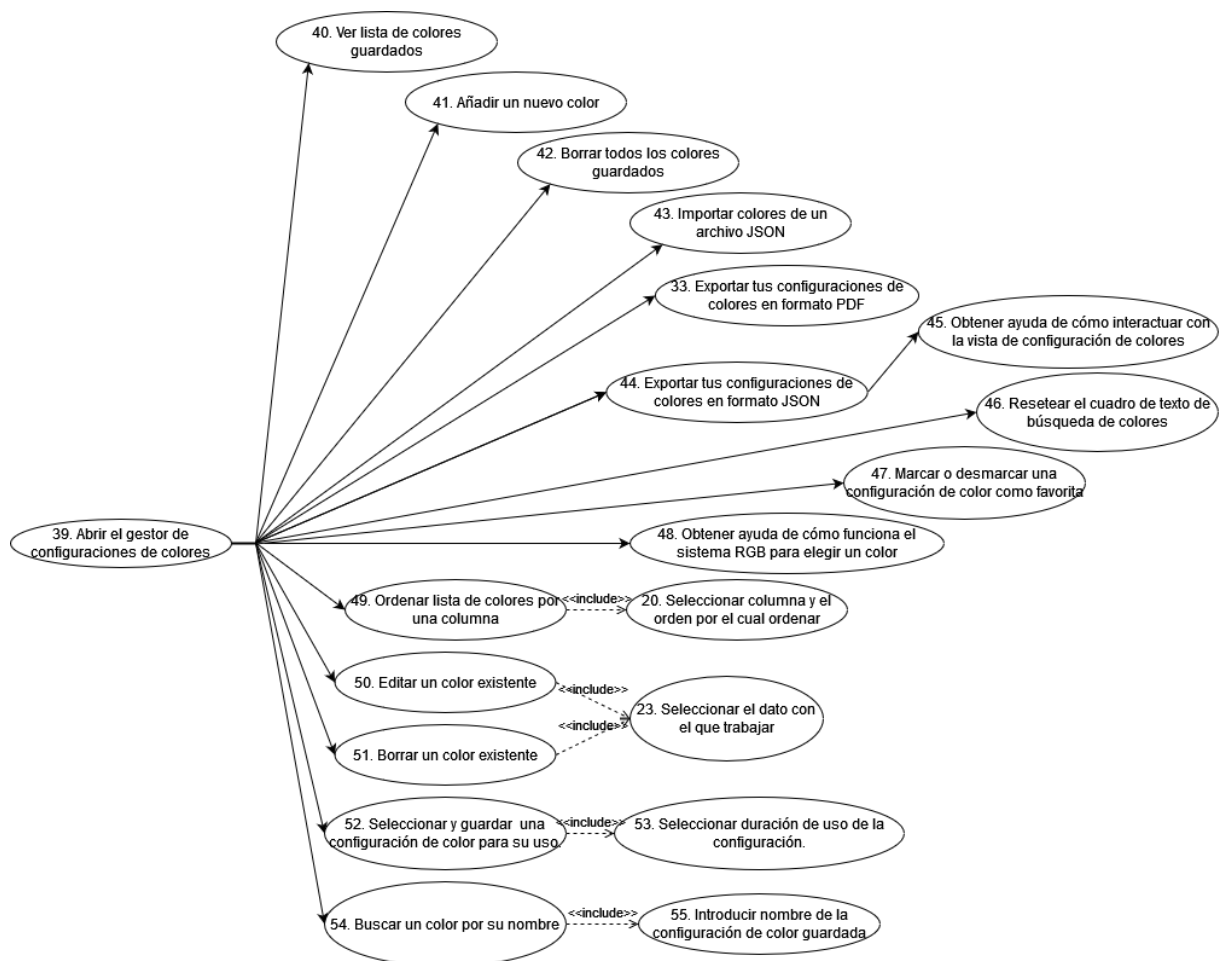 40. Ver lista de colores
guardados
41. Añadir un nuevo color
42. Borrar todos los colores
guardados
43. Importar colores de un
archivo JSON
33. Exportar tus configuraciones de
colores en formato PDF
45. Obtener ayuda de cómo interactuar con
la vista de configuración de colores
44. Exportar tus configuraciones de
colores en formato JSON
46. Resetear el cuadro de texto de
búsqueda de colores
47. Marcar o desmarcar una
configuración de color como favorita
39. Abrir el gestor de
configuraciones de colores
48. Obtener ayuda de cómo funciona el
sistema RGB para elegir un color
49. Ordenar lista de colores por
una columna
<<include>>
20. Seleccionar columna y el
orden por el cual ordenar
50. Editar un color existente
<<include>>
23. Seleccionar el dato con
el que trabajar
<<include>>
51. Borrar un color existente
52. Seleccionar y guardar una
configuración de color para su uso.
<<include>>
53. Seleccionar duración de uso de la
configuración.
54. Buscar un color por su nombre
<<include>>
55. Introducir nombre de la
configuración de color guardada